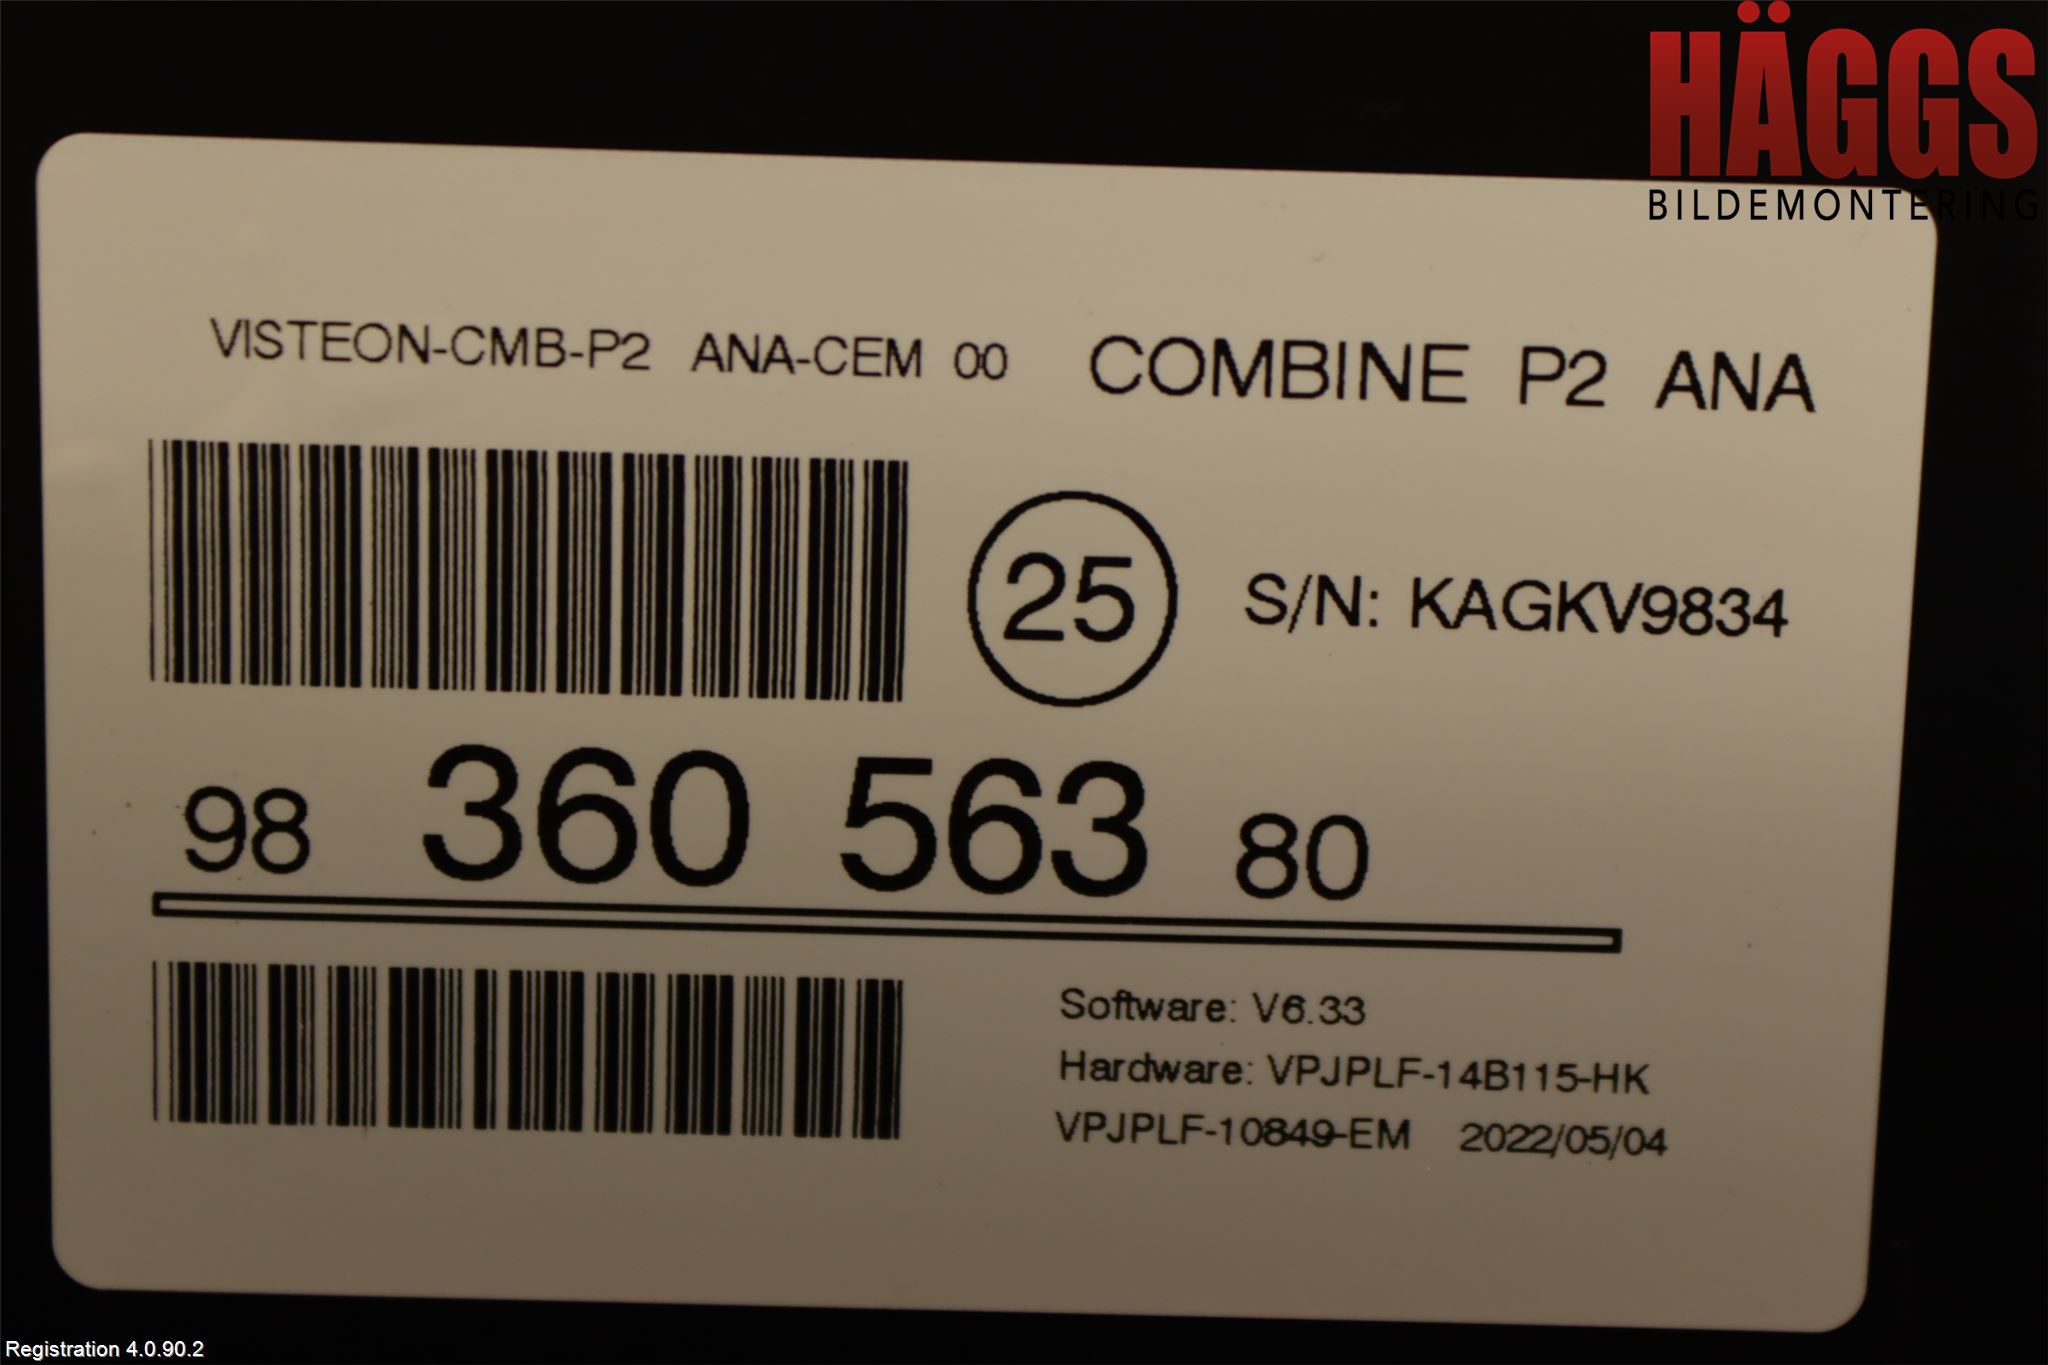 HÄGGS
BILDEMONTERING
VISTEON-CMB-P2 ANA-CEM 00 COMBINE P2 ANA
25 S/N: KAGKV9834
98 360 563 80
Software: V6.33
Hardware: VPJPLF-14B115-HK
VPJPLF-10849-EM 2022/05/04
Registration 4.0.90.2